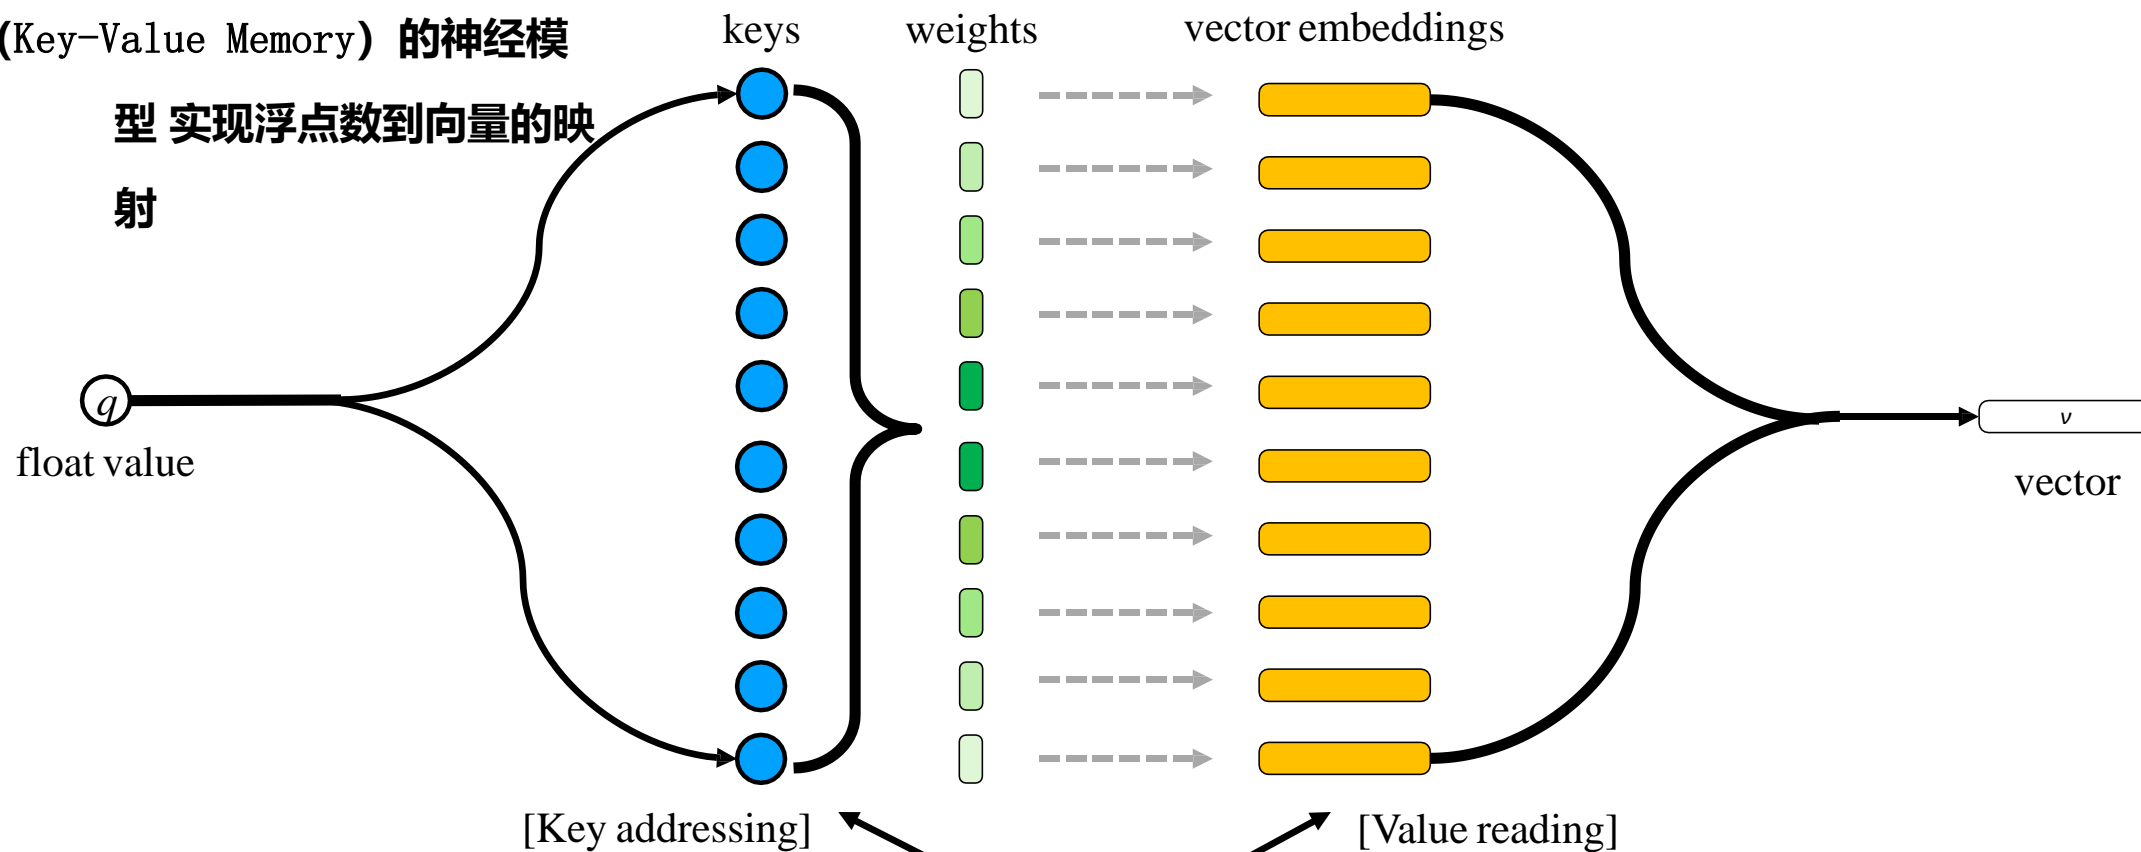 (Key-Value Memory) 的神经模
型 实现浮点数到向量的映
射
keys
weights
vector embeddings
q
float value
v
vector
[Key addressing]
[Value reading]